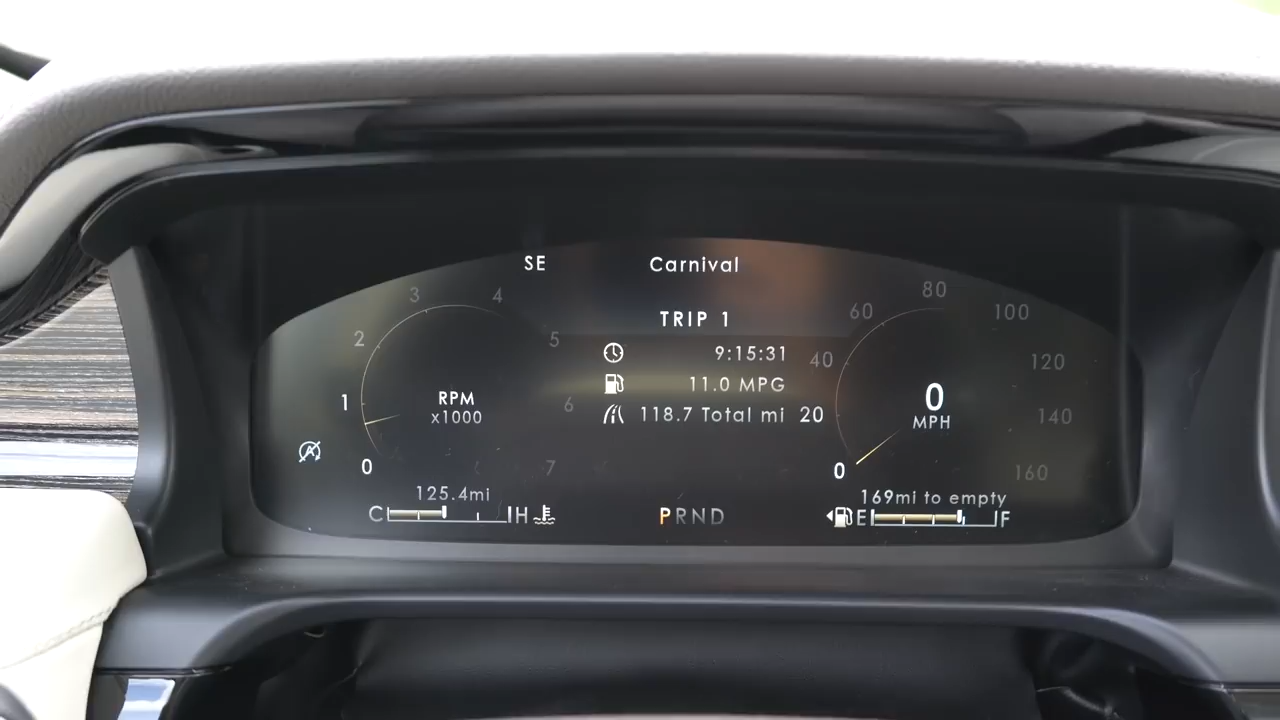 SE Carnival
TRIP 1
9:15:31
11.0 MPG
118.7 Total mi
0
1
2
3
4
5
6
7
RPM
x1000
0
20
40
60
80
100
120
140
160
0
MPH
125.4mi
C H
PRND
169mi to empty
E F